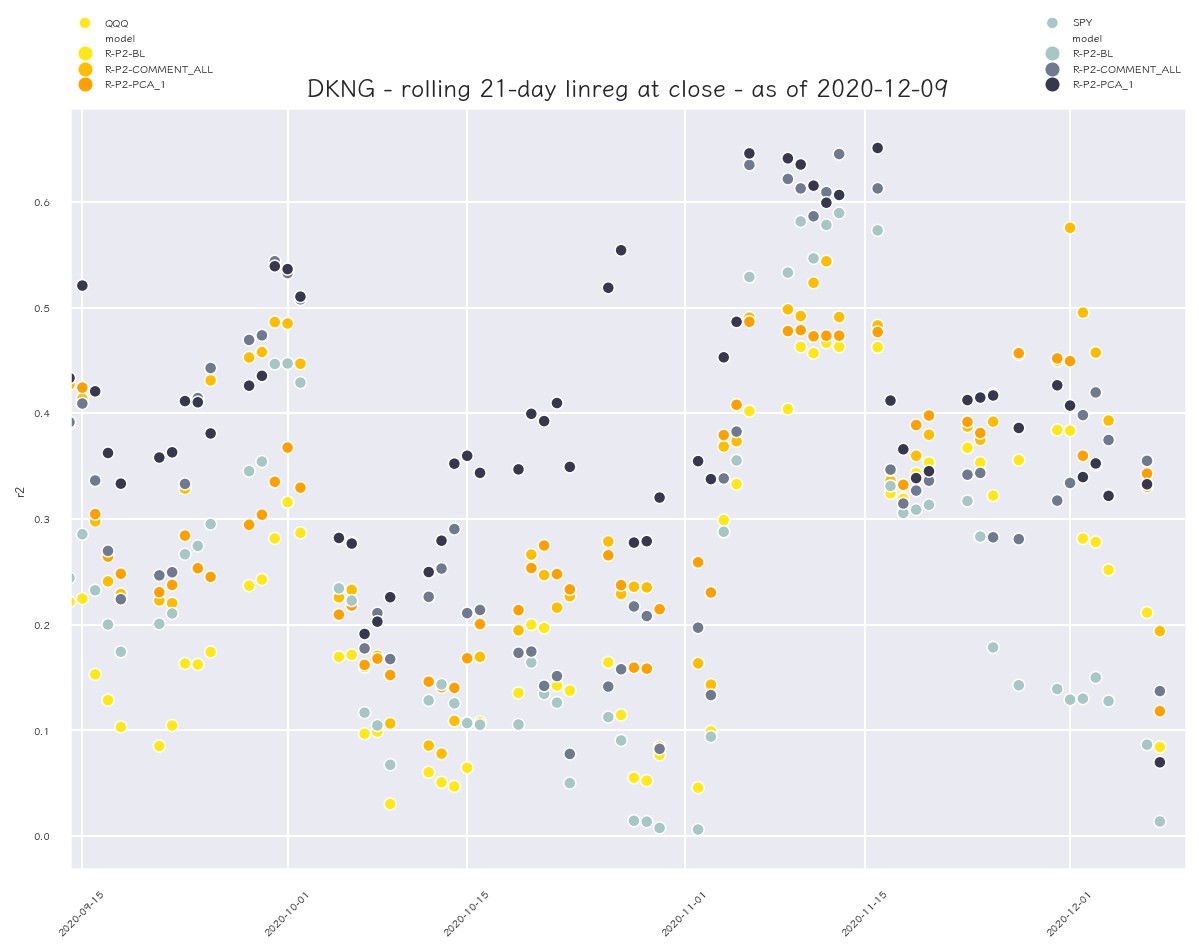 QQQ
model
R-P2-BL
R-P2-COMMENT_ALL
R-P2-PCA_1
SPY
model
R-P2-BL
R-P2-COMMENT_ALL
R-P2-PCA_1
DKNG - rolling 21-day linreg at close - as of 2020-12-09
0.6
0.5
0.4
0.3
0.2
0.1
0.0
r2
2020-09-15
2020-10-01
2020-10-15
2020-11-01
2020-11-15
2020-12-01